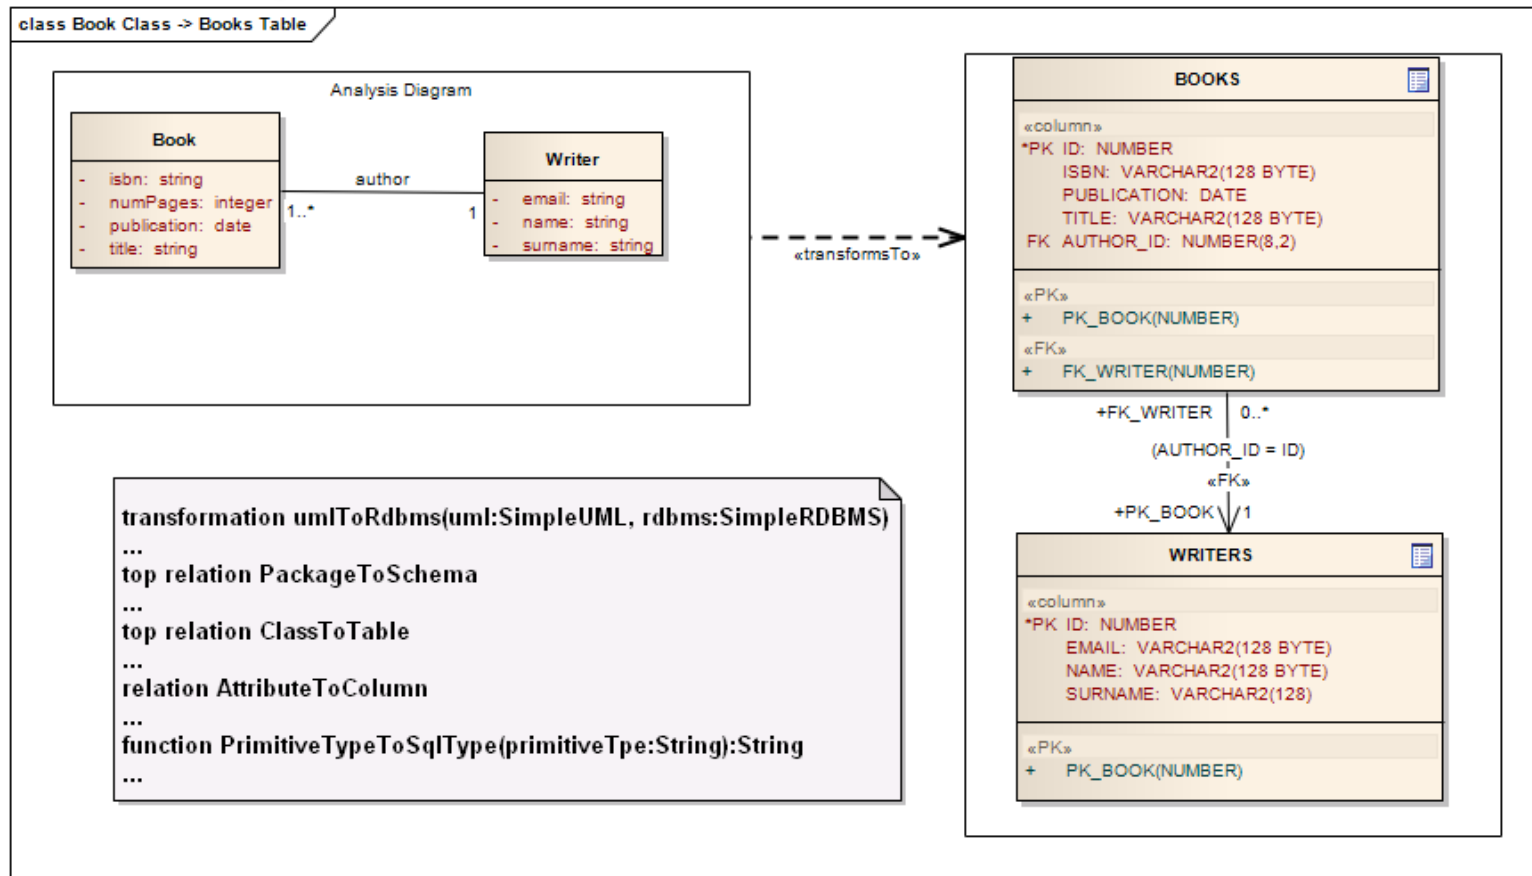 class Book Class -> Books Table
Analysis Diagram
Book
- isbn: string
- numPages: integer
- publication: date
- title: string
author
1..*
1
Writer
- email: string
- name: string
- surname: string
«transformsTo»
BOOKS
«column»
*PK ID: NUMBER
ISBN: VARCHAR2(128 BYTE)
PUBLICATION: DATE
TITLE: VARCHAR2(128 BYTE)
FK AUTHOR_ID: NUMBER(8,2)
«PK»
+ PK_BOOK(NUMBER)
«FK»
+ FK_WRITER(NUMBER)
+FK_WRITER 0..*
(AUTHOR_ID = ID)
«FK»
+PK_BOOK 1
WRITERS
«column»
*PK ID: NUMBER
EMAIL: VARCHAR2(128 BYTE)
NAME: VARCHAR2(128 BYTE)
SURNAME: VARCHAR2(128)
«PK»
+ PK_BOOK(NUMBER)
transformation umlToRdbms(uml:SimpleUML, rdbms:SimpleRDBMS)
...
top relation PackageToSchema
...
top relation ClassToTable
...
relation AttributeToColumn
...
function PrimitiveTypeToSqlType(primitiveTpe:String):String
...